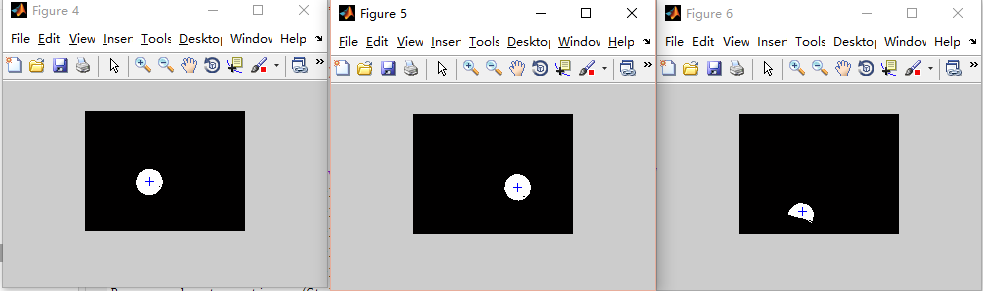 Figure 4
File Edit View Inser Tools Desktop Window Help
Figure 5
File Edit View Inser Tools Desktop Window Help
Figure 6
File Edit View Inser Tools Desktop Window Help